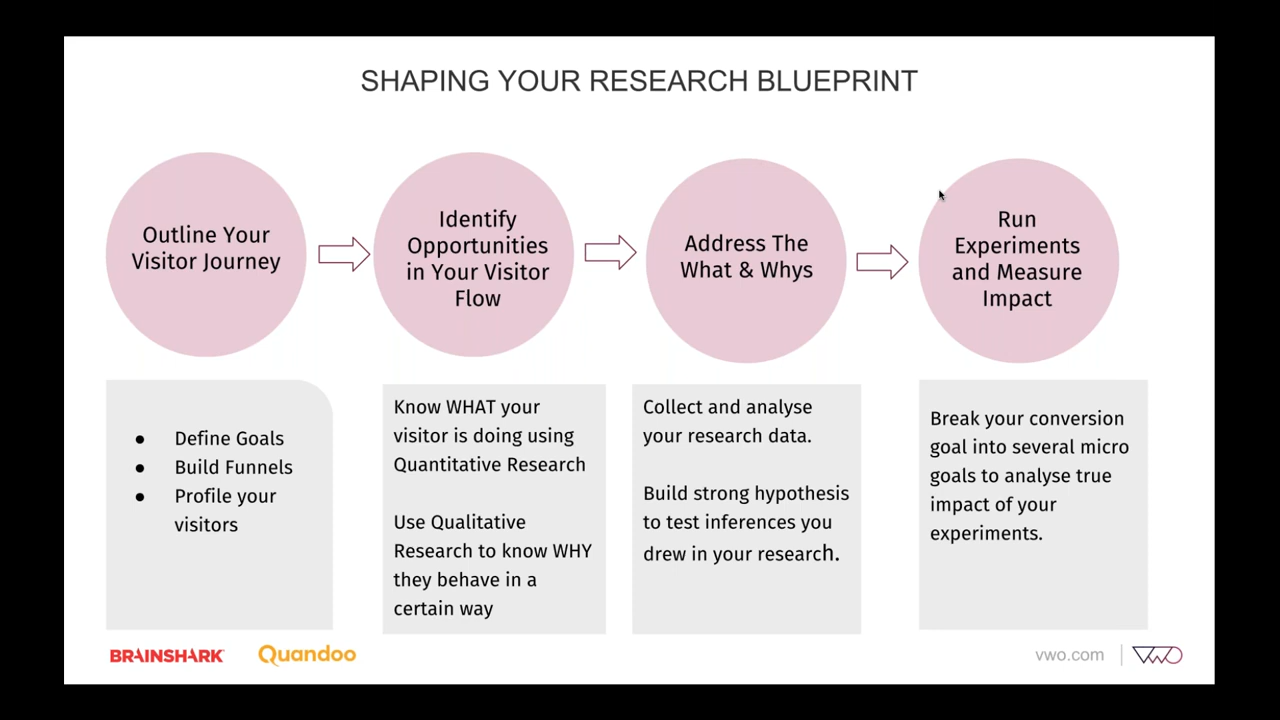 SHAPING YOUR RESEARCH BLUEPRINT
Outline Your
Visitor Journey
Identify
Opportunities
in Your Visitor
Flow
Address The
What & Whys
Run
Experiments
and Measure
Impact
● Define Goals
● Build Funnels
● Profile your
visitors
Know WHAT your
visitor is doing using
Quantitative Research
Use Qualitative
Research to know WHY
they behave in a
certain way
Collect and analyse
your research data.
Build strong hypothesis
to test inferences you
drew in your research.
Break your conversion
goal into several micro
goals to analyse true
impact of your
experiments.
BRAINSHARK
Quandoo
vwo.com
VWO